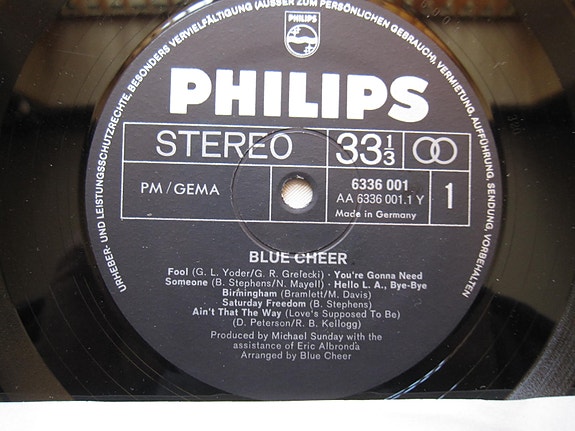 URHEBER- UND LEISTUNGSSCHUTZRECHTE, BESONDERS VERVIELFÄLTIGUNG (AUSSER ZUM PERSÖNLICHEN GEBRAUCH), VERMIETUNG, AUFFÜHRUNG, SENDUNG, VORBEHALTEN
PHILIPS
PHILIPS
STEREO 33 1/3
PM/GEMA 6336 001 1
AA 6336 001.1 Y
Made in Germany
BLUE CHEER
Fool (G. L. Yoder/G. R. Grelecki) · You're Gonna Need
Someone (B. Stephens/N. Mayell) · Hello L. A., Bye-Bye
Birmingham (Bramlett/M. Davis)
Saturday Freedom (B. Stephens)
Ain't That The Way (Love's Supposed To Be)
(D. Peterson/R. B. Kellogg)
Produced by Michael Sunday with the
assistance of Eric Albronda
Arranged by Blue Cheer